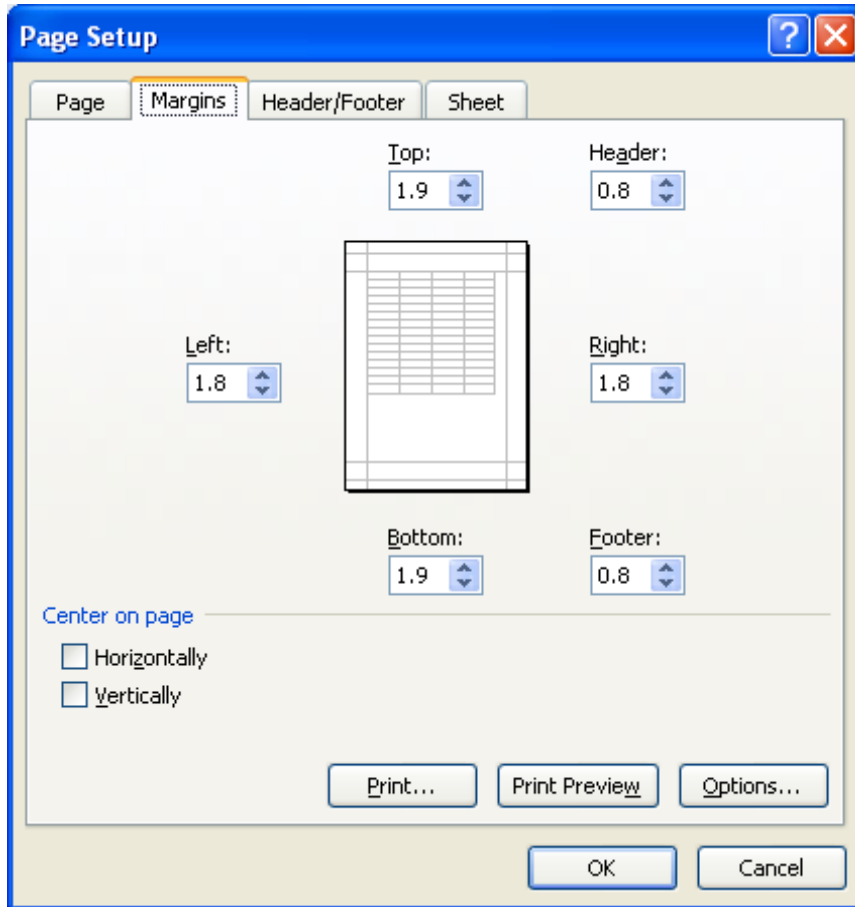 Page Setup
Page Margins Header/Footer Sheet
Top: Header:
1.9 0.8
Left: Right:
1.8 1.8
Bottom: Footer:
1.9 0.8
Center on page
Horizontally
Vertically
Print... Print Preview Options...
OK Cancel